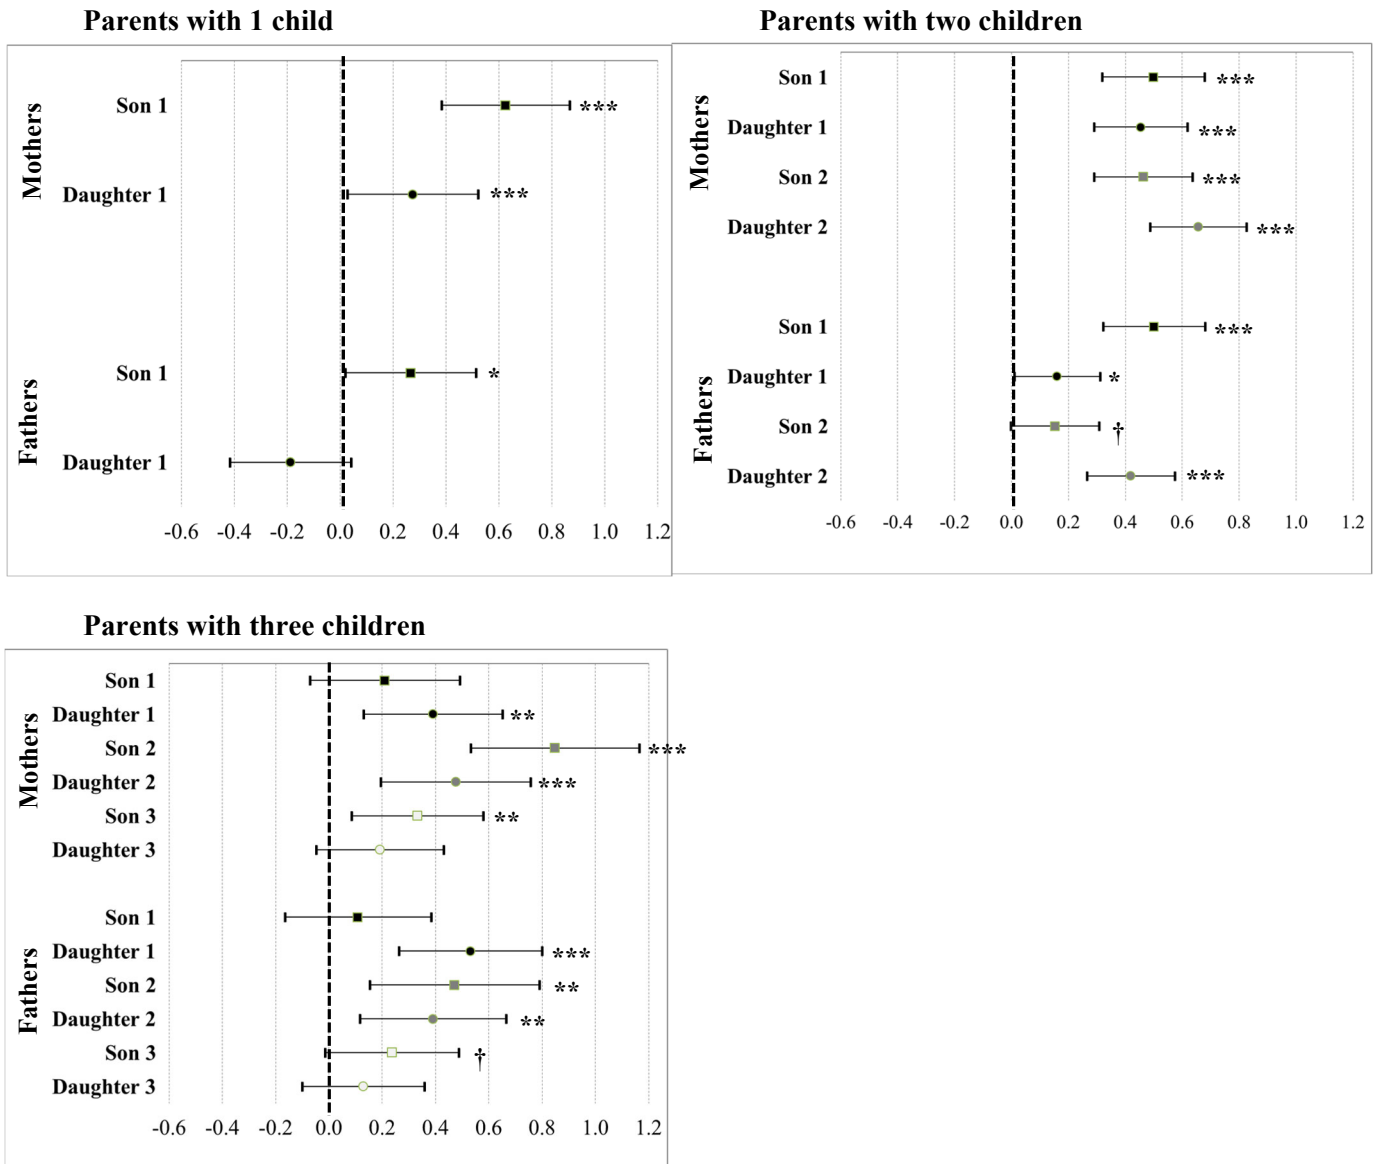 Parents with 1 child
Mothers
Son 1 ***
Daughter 1 ***
Fathers
Son 1 *
Daughter 1
-0.6 -0.4 -0.2 0.0 0.2 0.4 0.6 0.8 1.0 1.2
Parents with two children
Mothers
Son 1 ***
Daughter 1 ***
Son 2 ***
Daughter 2 ***
Fathers
Son 1 ***
Daughter 1 *
Son 2 †
Daughter 2 ***
-0.6 -0.4 -0.2 0.0 0.2 0.4 0.6 0.8 1.0 1.2
Parents with three children
Mothers
Son 1
Daughter 1 **
Son 2 ***
Daughter 2 ***
Son 3 **
Daughter 3
Fathers
Son 1
Daughter 1 ***
Son 2 **
Daughter 2 **
Son 3 †
Daughter 3
-0.6 -0.4 -0.2 0.0 0.2 0.4 0.6 0.8 1.0 1.2